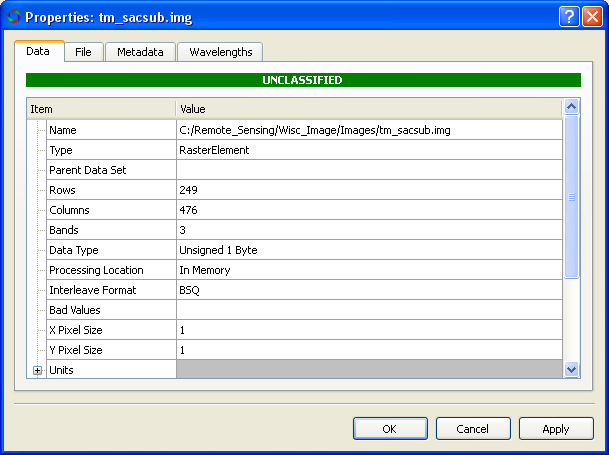 Properties: tm_sacsub.img
Data File Metadata Wavelengths
UNCLASSIFIED
Item Value
Name C:/Remote_Sensing/Wisc_Image/Images/tm_sacsub.img
Type RasterElement
Parent Data Set
Rows 249
Columns 476
Bands 3
Data Type Unsigned 1 Byte
Processing Location In Memory
Interleave Format BSQ
Bad Values
X Pixel Size 1
Y Pixel Size 1
Units
OK Cancel Apply